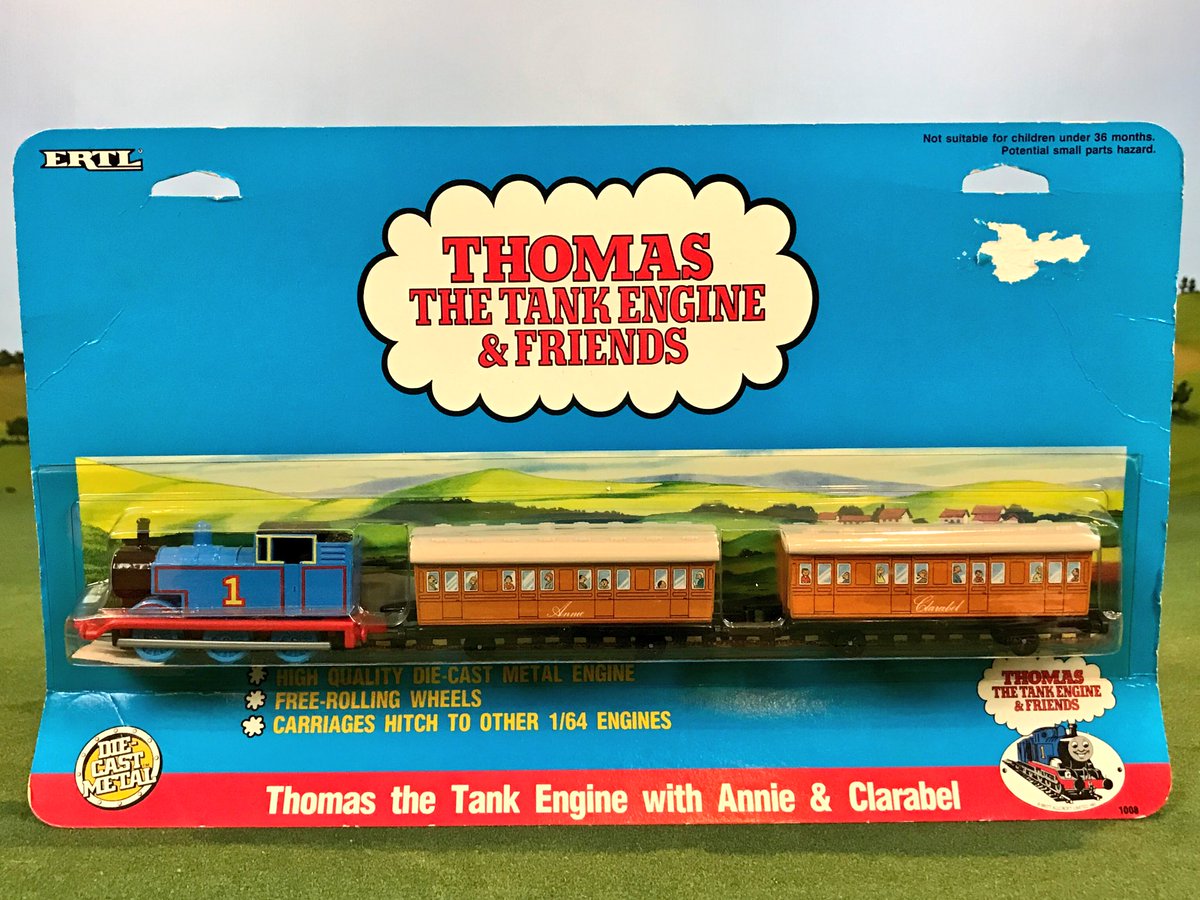 ERTL
Not suitable for children under 36 months.
Potential small parts hazard.
THOMAS
THE TANK ENGINE
& FRIENDS
1
Annie
Clarabel
HIGH QUALITY DIE-CAST METAL ENGINE
FREE-ROLLING WHEELS
CARRIAGES HITCH TO OTHER 1/64 ENGINES
THOMAS
THE TANK ENGINE
& FRIENDS
DIE-
CAST
METAL
Thomas the Tank Engine with Annie & Clarabel
1008